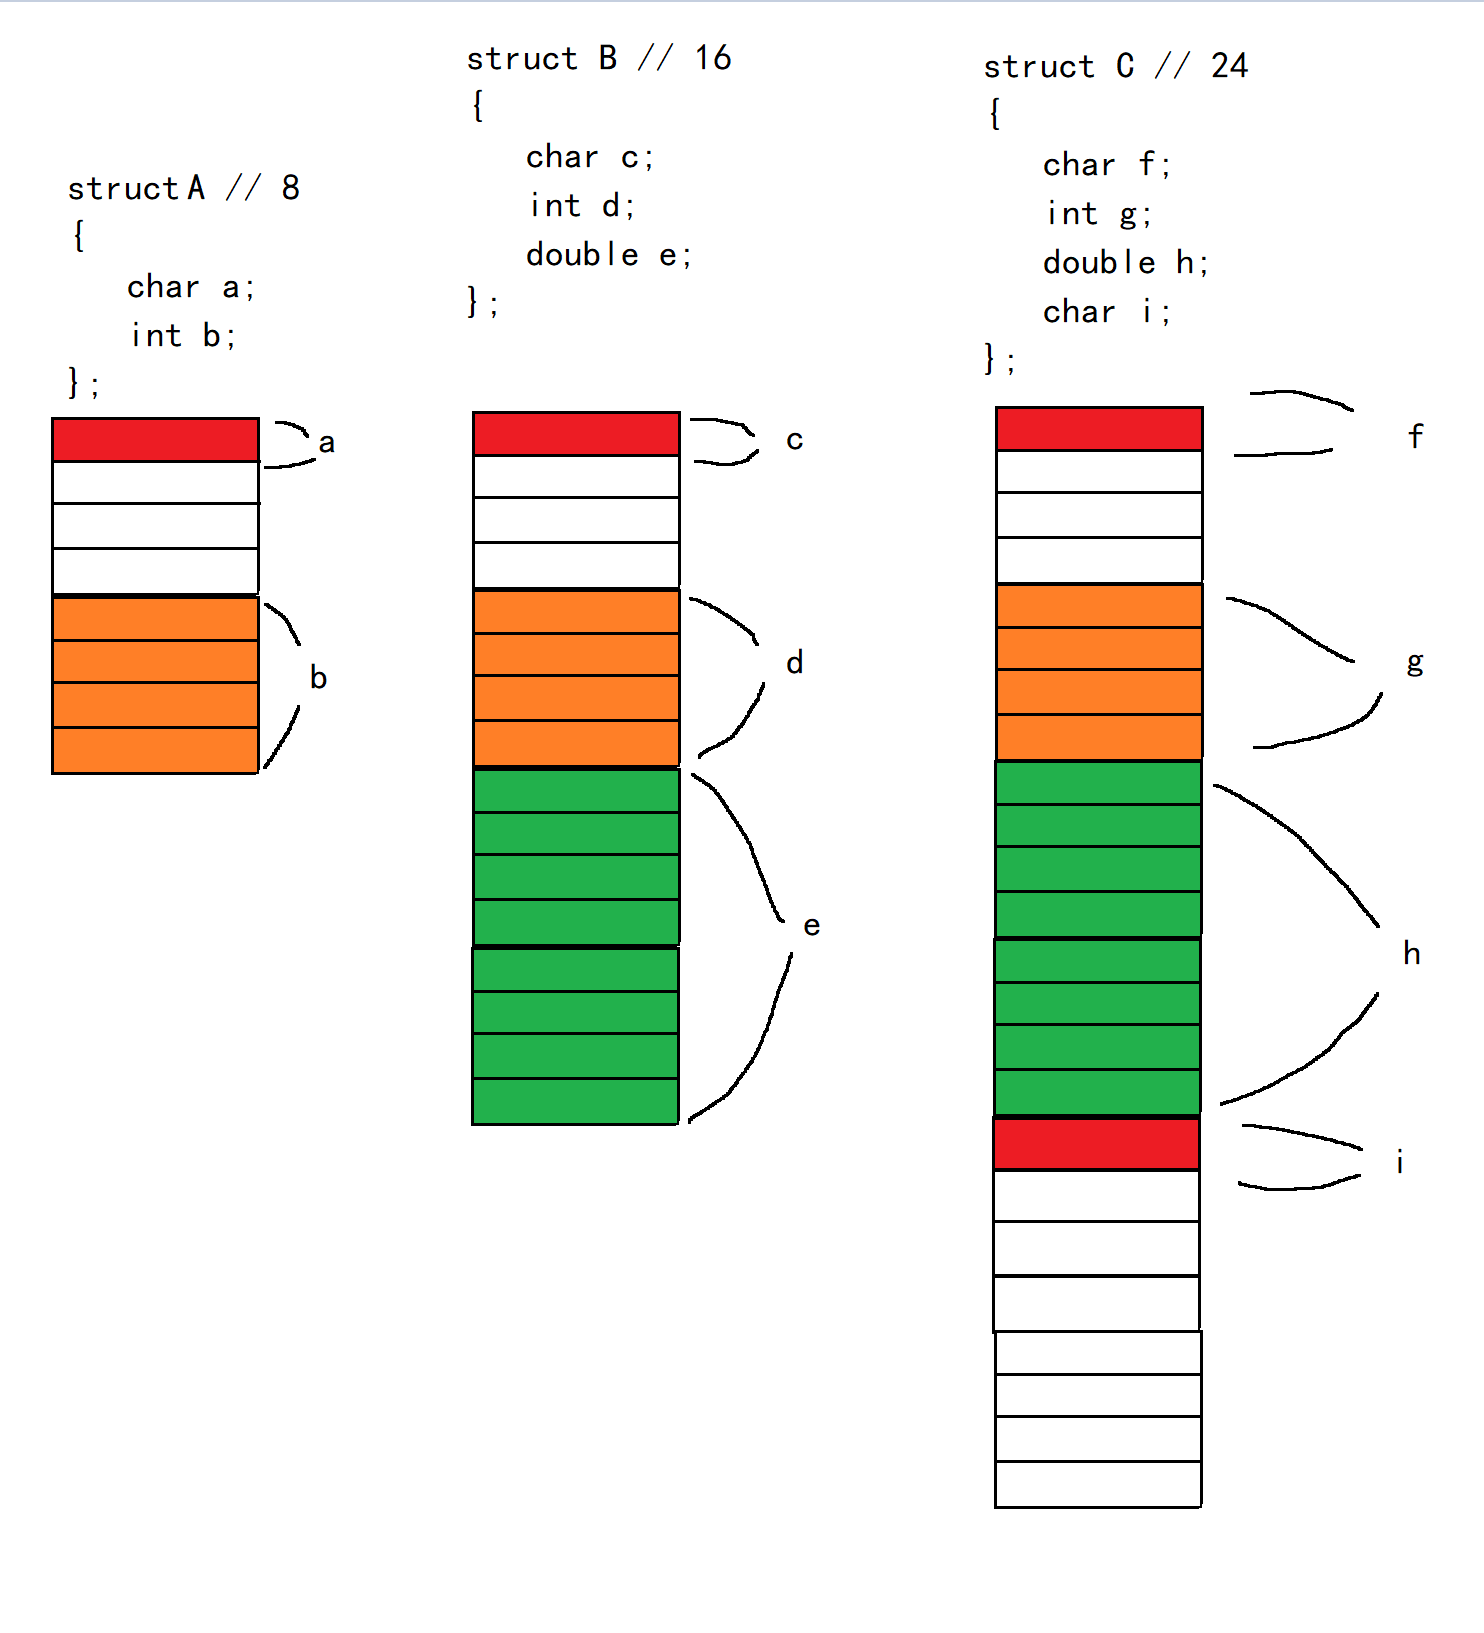 struct A // 8
{
char a;
int b;
};
a
b
struct B // 16
{
char c;
int d;
double e;
};
c
d
e
struct C // 24
{
char f;
int g;
double h;
char i;
};
f
g
h
i